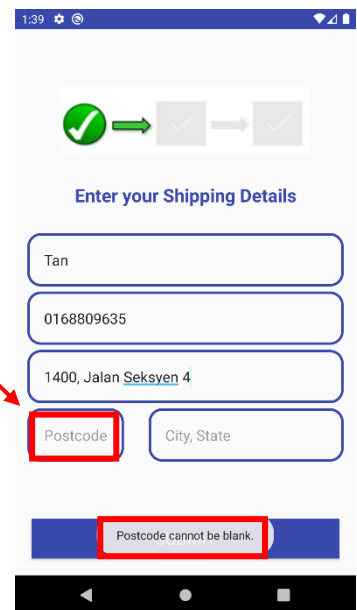 1:39
Enter your Shipping Details
Tan
0168809635
1400, Jalan Seksyen 4
Postcode
City, State
Postcode cannot be blank.